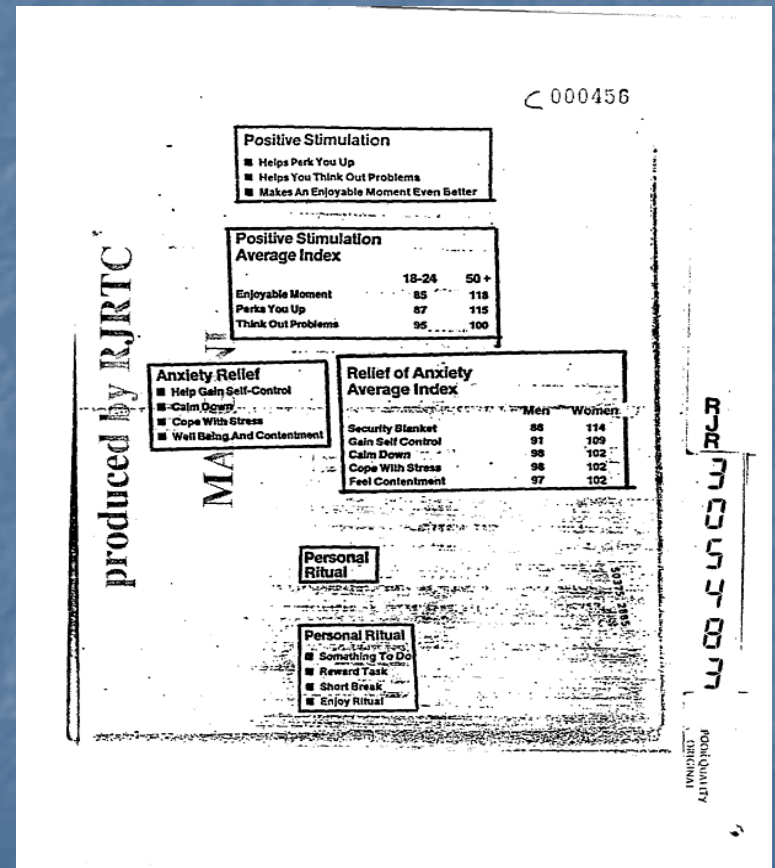 C 000456
Positive Stimulation
■ Helps Perk You Up
■ Helps You Think Out Problems
■ Makes An Enjoyable Moment Even Better
Positive Stimulation
Average Index
18-24 50+
Enjoyable Moment 85 118
Perks You Up 87 115
Think Out Problems 95 100
Anxiety Relief
■ Help Gain Self-Control
■ Calm Down
■ Cope With Stress
■ Well Being And Contentment
Relief of Anxiety
Average Index
Men Women
Security Blanket 86 114
Gain Self Control 91 109
Calm Down 98 102
Cope With Stress 98 102
Feel Contentment 97 102
Personal
Ritual
Personal Ritual
■ Something To Do
■ Reward Task
■ Short Break
■ Enjoy Ritual
produced by RJRTC
RJR3054783
POOR QUALITY
ORIGINAL